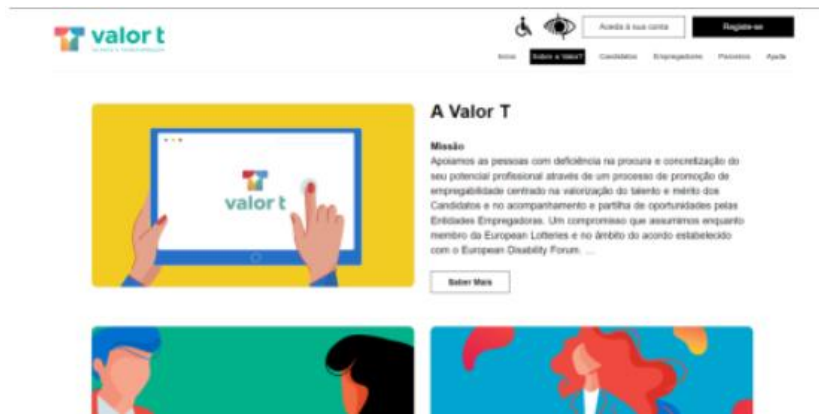 valor t
Aceda à sua conta
Registe-se
Início Sobre a Valor T Candidatos Empregadores Parceiros Ajuda
valor t
A Valor T
Missão
Apoiamos as pessoas com deficiência na procura e concretização do
seu potencial profissional através de um processo de promoção de
empregabilidade centrado na valorização do talento e mérito dos
Candidatos e no acompanhamento e partilha de oportunidades pelas
Entidades Empregadoras. Um compromisso que assumimos enquanto
membro da European Lotteries e no âmbito do acordo estabelecido
com o European Disability Forum. ...
Saber Mais